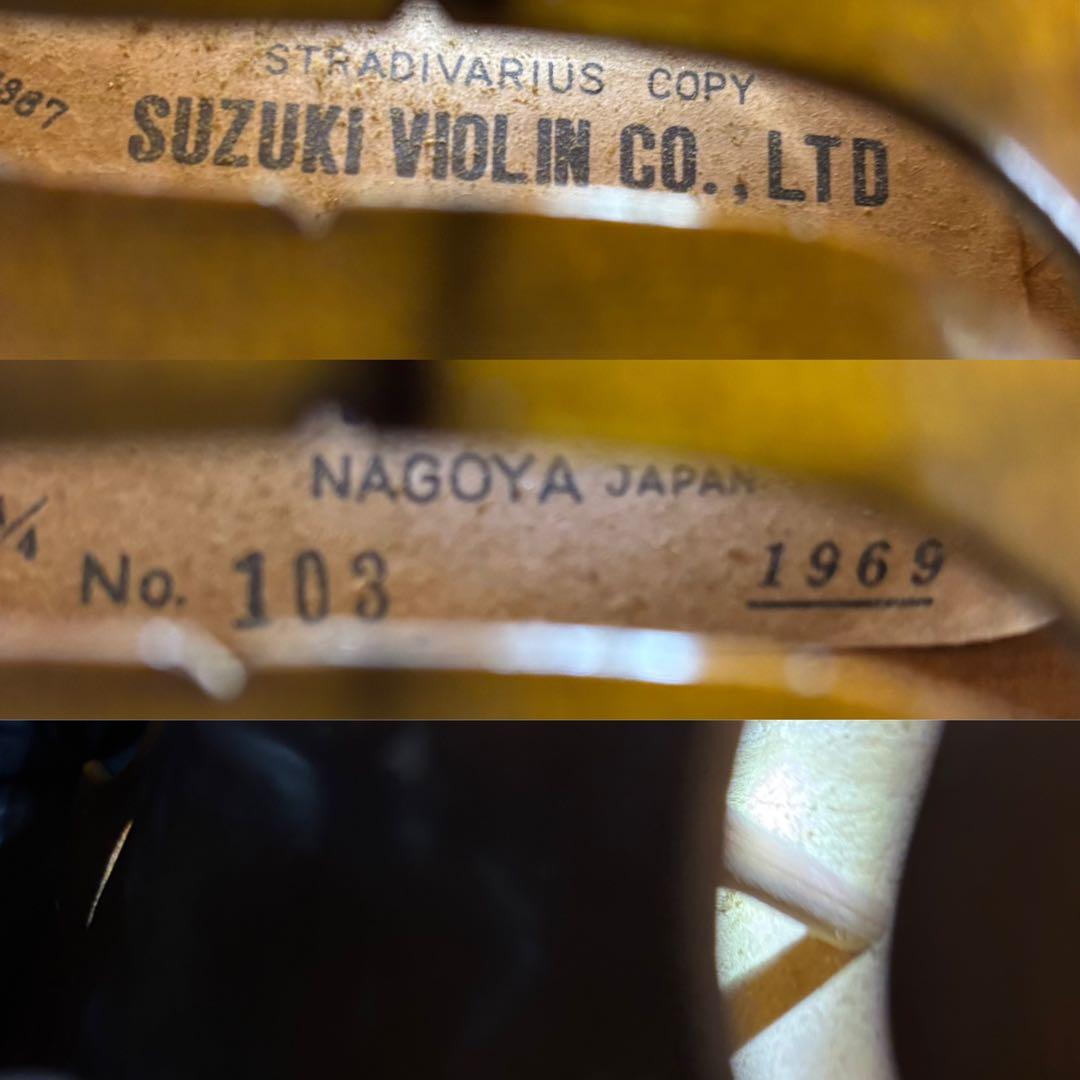 STRADIVARIUS COPY
SUZUKI VIOLIN CO., LTD
NAGOYA JAPAN
No. 103
1969